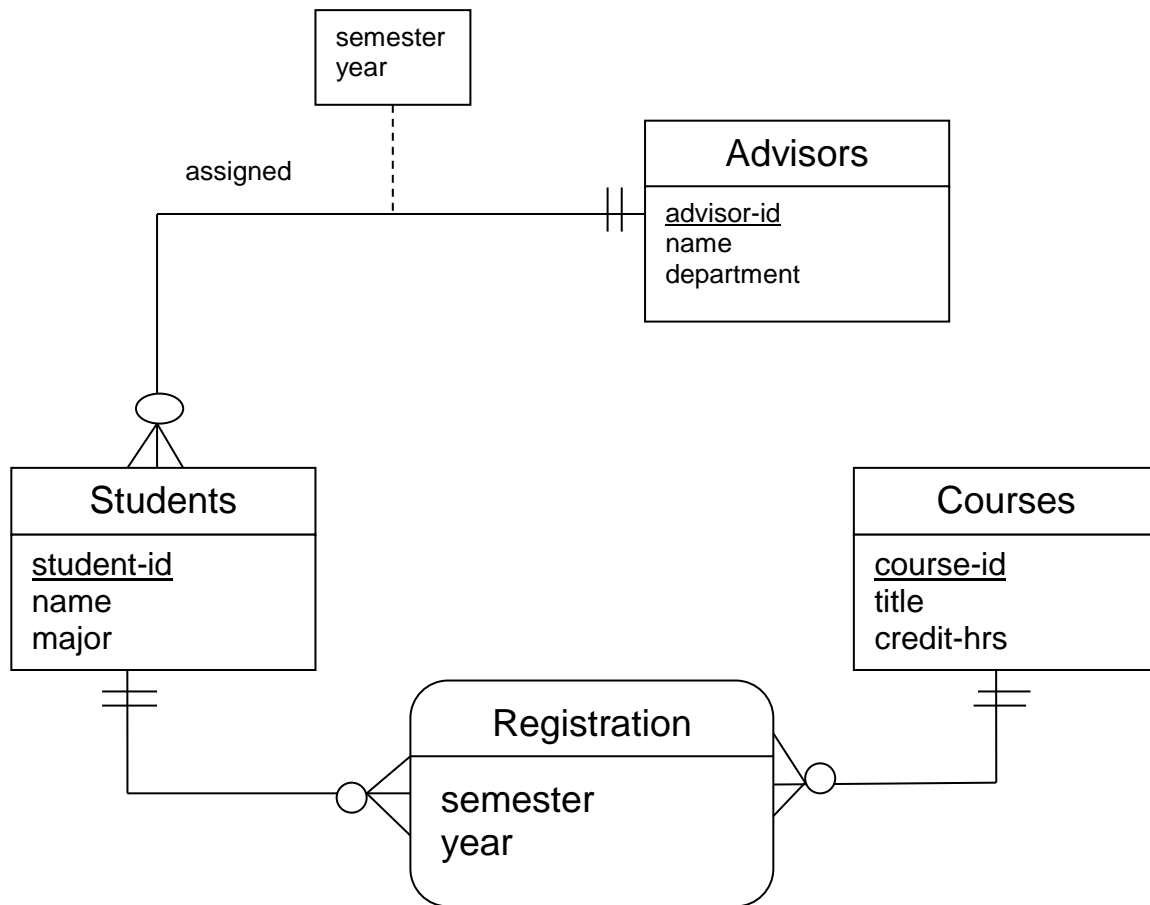 semester
year
assigned
Advisors
advisor-id
name
department
Students
student-id
name
major
Courses
course-id
title
credit-hrs
Registration
semester
year